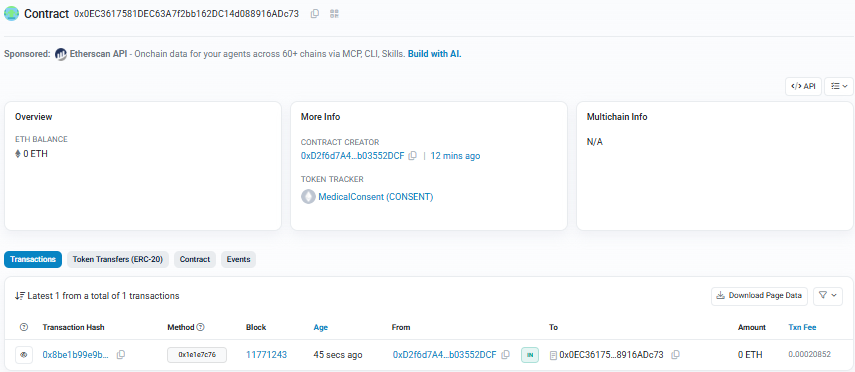 Contract 0x0EC3617581DEC63A7f2bb162DC14d088916ADc73
Sponsored: Etherscan API - Onchain data for your agents across 60+ chains via MCP, CLI, Skills. Build with AI.
</> API
Overview
ETH BALANCE
0 ETH
More Info
CONTRACT CREATOR
0xD2f6d7A4...b03552DCF | 12 mins ago
TOKEN TRACKER
MedicalConsent (CONSENT)
Multichain Info
N/A
Transactions Token Transfers (ERC-20) Contract Events
Latest 1 from a total of 1 transactions
Download Page Data
Transaction Hash Method Block Age From To Amount Txn Fee
0x8be1b99e9b... 0x1e1e7c76 11771243 45 secs ago 0xD2f6d7A4...b03552DCF IN 0x0EC36175...8916ADc73 0 ETH 0.00020852